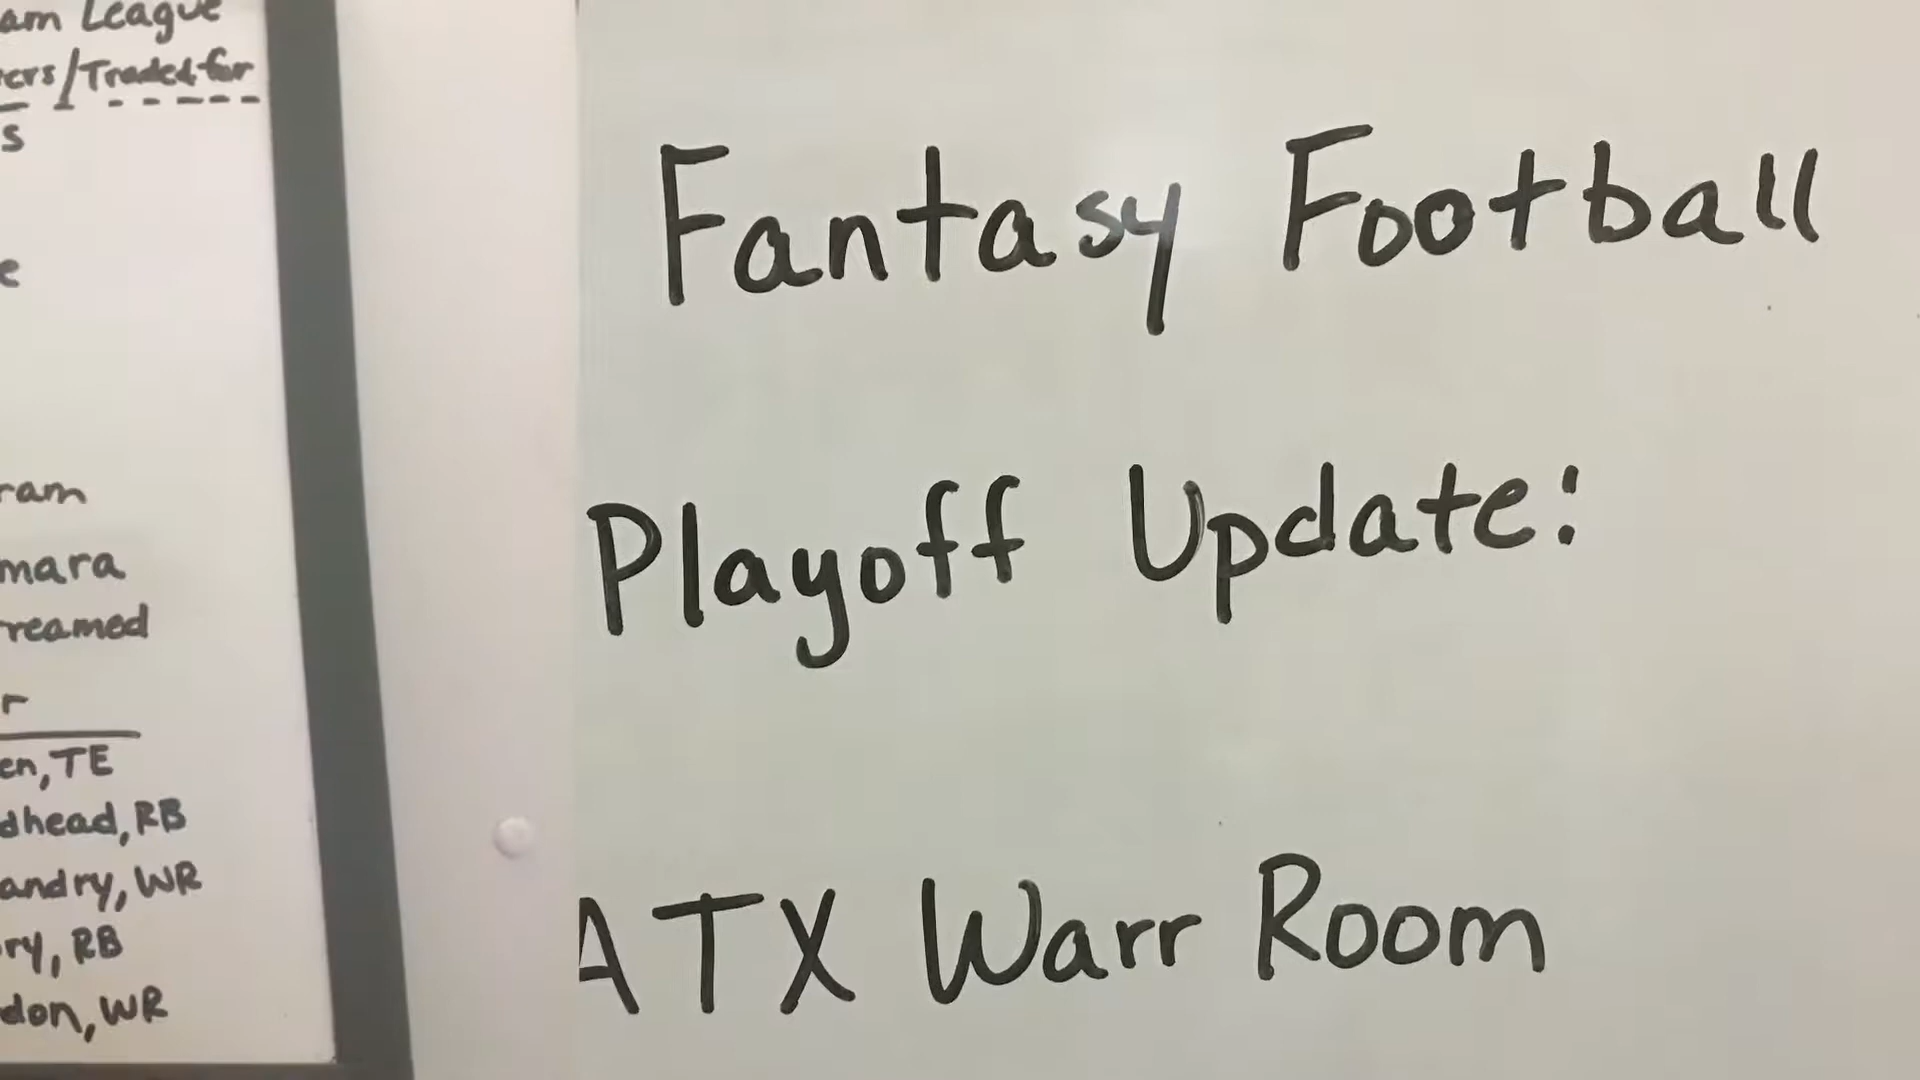 am League
ers/Traded for
s
e
ram
mara
reamed
r
en, TE
dhead, RB
andry, WR
ry, RB
don, WR
Fantasy Football
Playoff Update:
ATX Warr Room